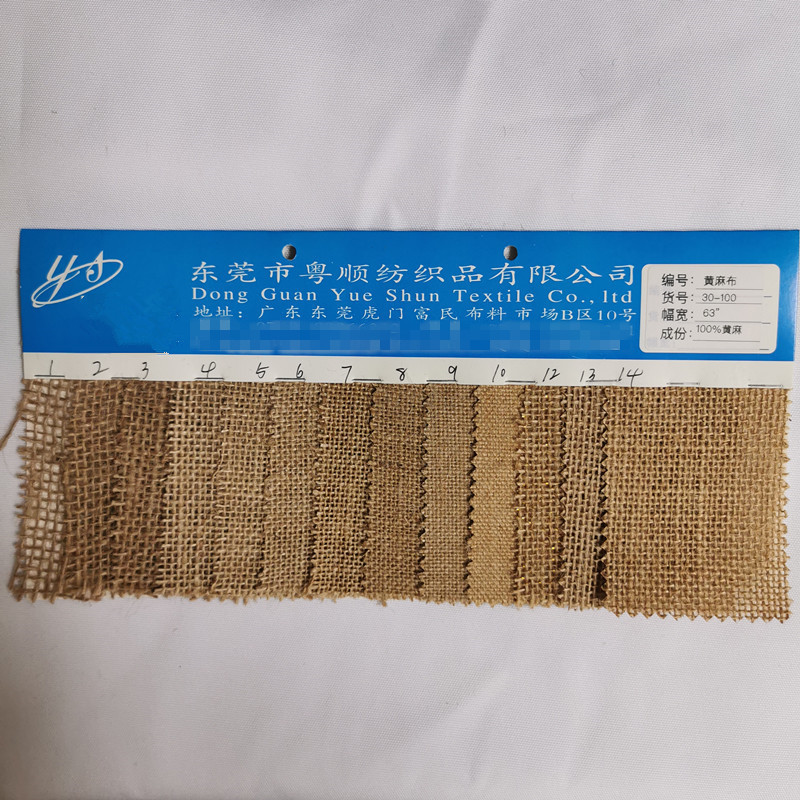 YS
东莞市粤顺纺织品有限公司
Dong Guan Yue Shun Textile Co.,ltd
地址：广东东莞虎门富民布料市场B区10号
编号：黄麻布
货号：30-100
幅宽：63"
成份：100%黄麻
1 2 3 4 5 6 7 8 9 10 12 13 14